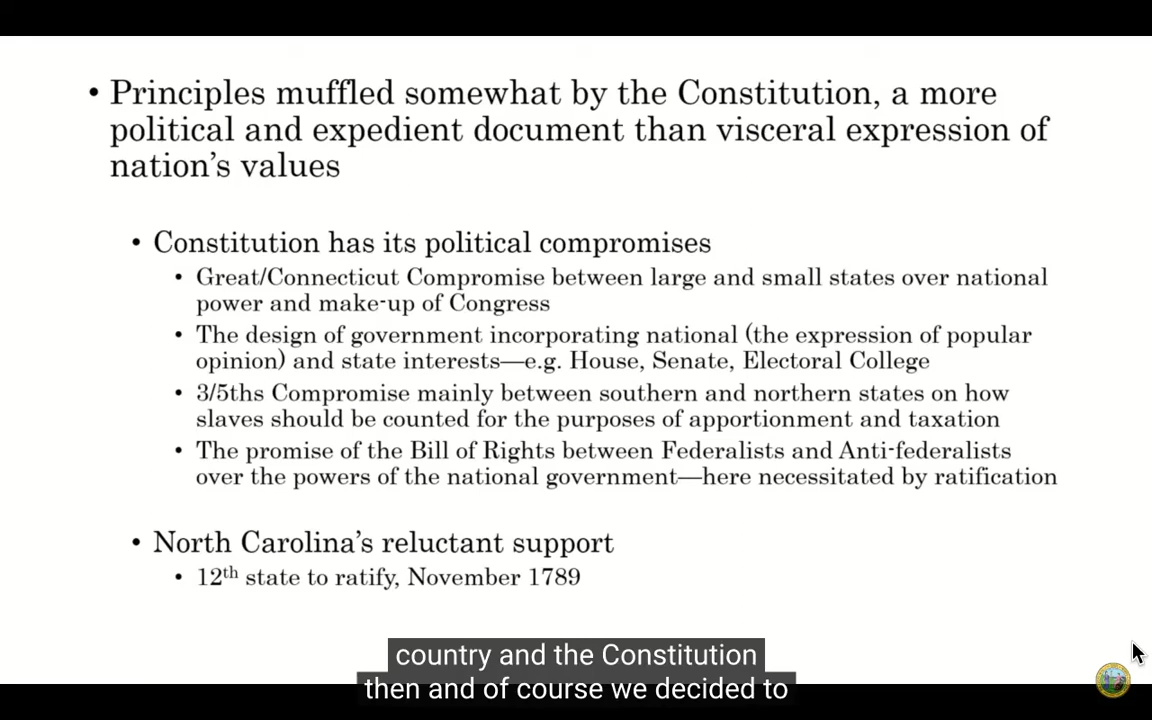 • Principles muffled somewhat by the Constitution, a more
political and expedient document than visceral expression of
nation’s values
• Constitution has its political compromises
• Great/Connecticut Compromise between large and small states over national
power and make-up of Congress
• The design of government incorporating national (the expression of popular
opinion) and state interests—e.g. House, Senate, Electoral College
• 3/5ths Compromise mainly between southern and northern states on how
slaves should be counted for the purposes of apportionment and taxation
• The promise of the Bill of Rights between Federalists and Anti-federalists
over the powers of the national government—here necessitated by ratification
• North Carolina’s reluctant support
• 12th state to ratify, November 1789
country and the Constitution
then and of course we decided to